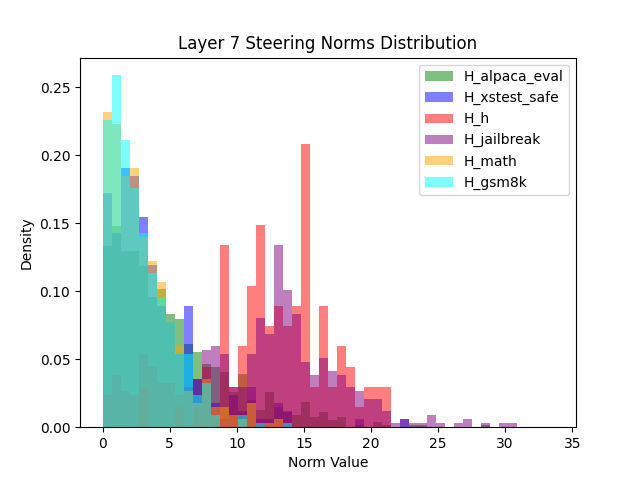 Layer 7 Steering Norms Distribution
H_alpaca_eval
H_xstest_safe
H_h
H_jailbreak
H_math
H_gsm8k
Density
0.25
0.20
0.15
0.10
0.05
0.00
0 5 10 15 20 25 30 35
Norm Value